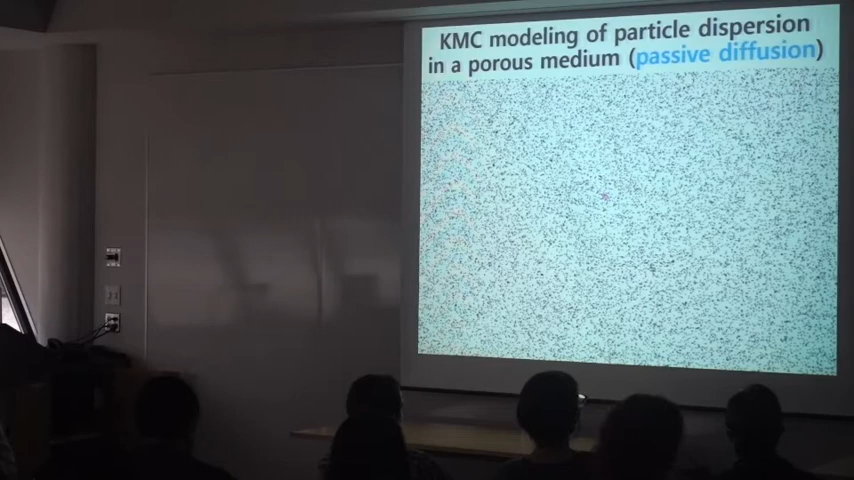 KMC modeling of particle dispersion
in a porous medium (passive diffusion)